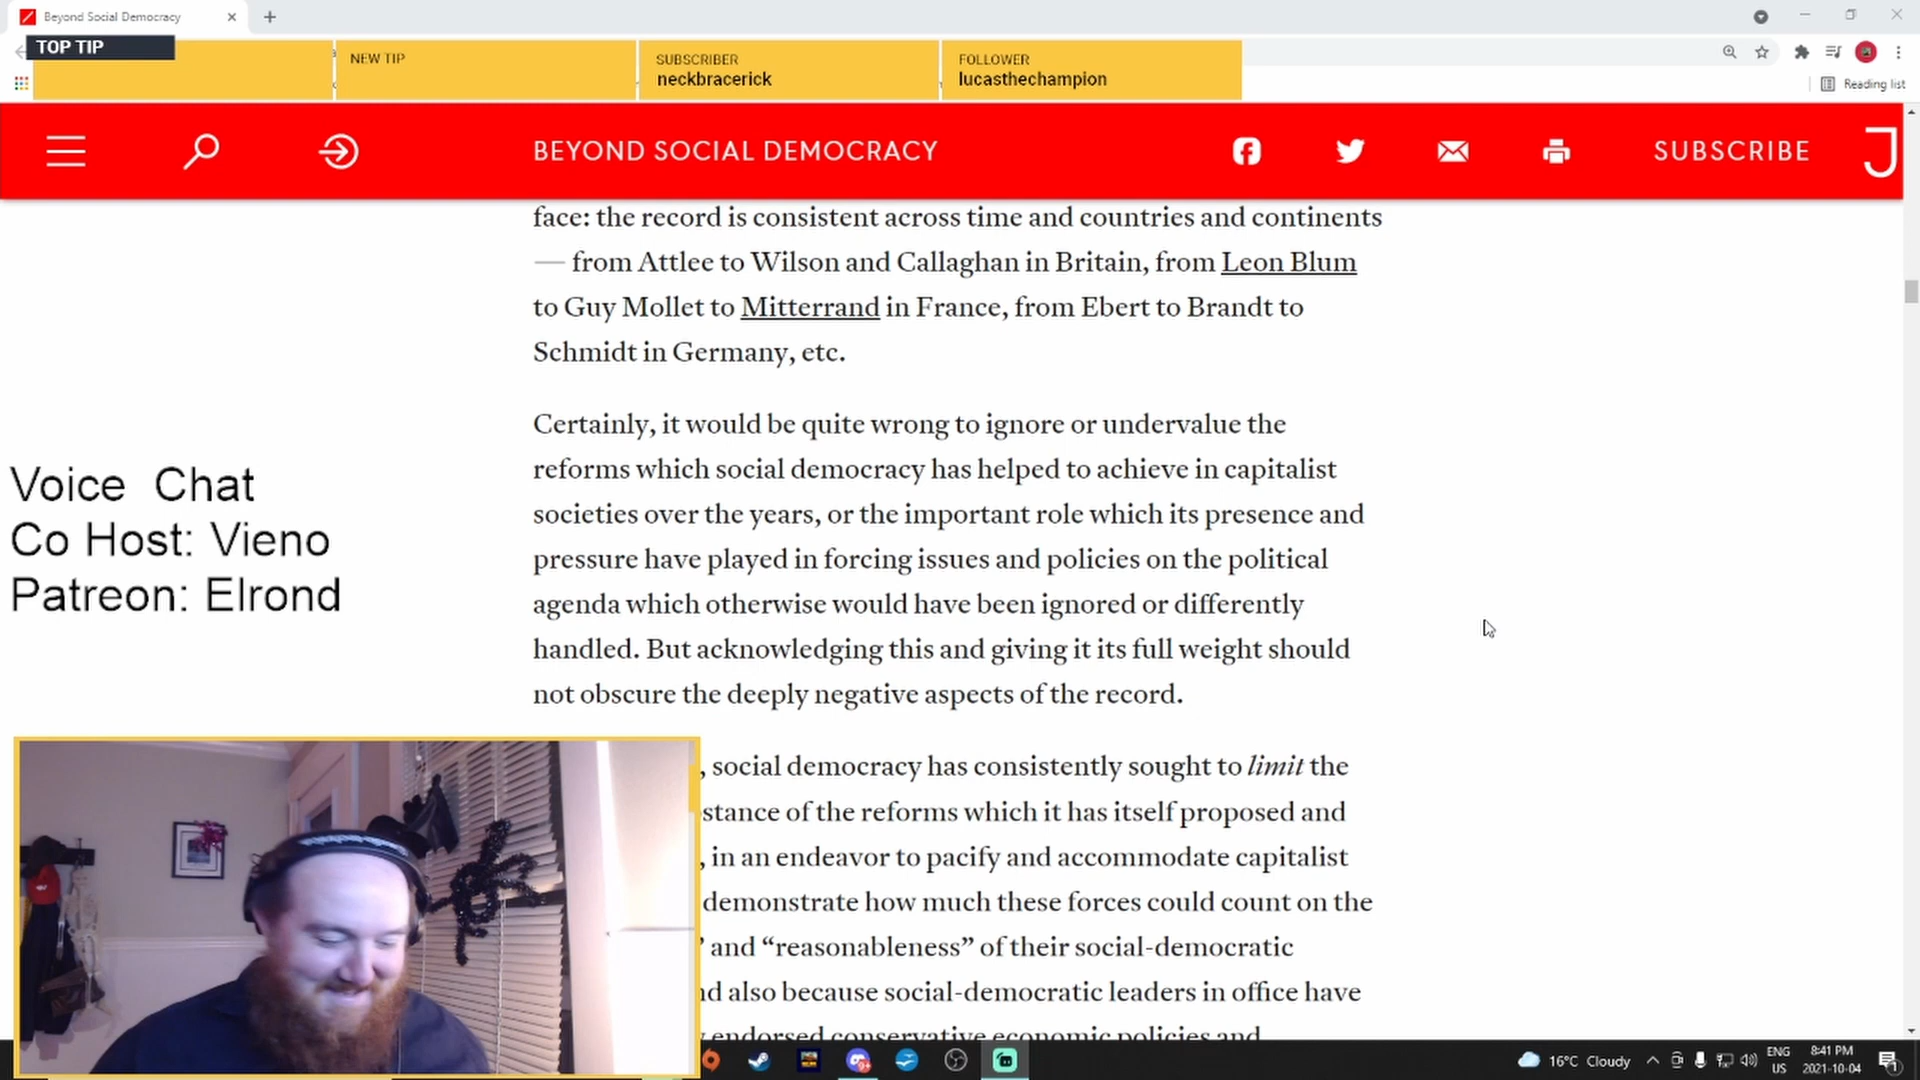 Beyond Social Democracy
TOP TIP
NEW TIP
SUBSCRIBER
neckbracerick
FOLLOWER
lucasthechampion
Reading list
BEYOND SOCIAL DEMOCRACY
SUBSCRIBE
J
face: the record is consistent across time and countries and continents
— from Attlee to Wilson and Callaghan in Britain, from Leon Blum
to Guy Mollet to Mitterrand in France, from Ebert to Brandt to
Schmidt in Germany, etc.
Certainly, it would be quite wrong to ignore or undervalue the
reforms which social democracy has helped to achieve in capitalist
societies over the years, or the important role which its presence and
pressure have played in forcing issues and policies on the political
agenda which otherwise would have been ignored or differently
handled. But acknowledging this and giving it its full weight should
not obscure the deeply negative aspects of the record.
Voice Chat
Co Host: Vieno
Patreon: Elrond
, social democracy has consistently sought to limit the
stance of the reforms which it has itself proposed and
, in an endeavor to pacify and accommodate capitalist
demonstrate how much these forces could count on the
” and “reasonableness” of their social-democratic
nd also because social-democratic leaders in office have
y endorsed conservative economic policies and
16°C Cloudy
ENG
US
8:41 PM
2021-10-04